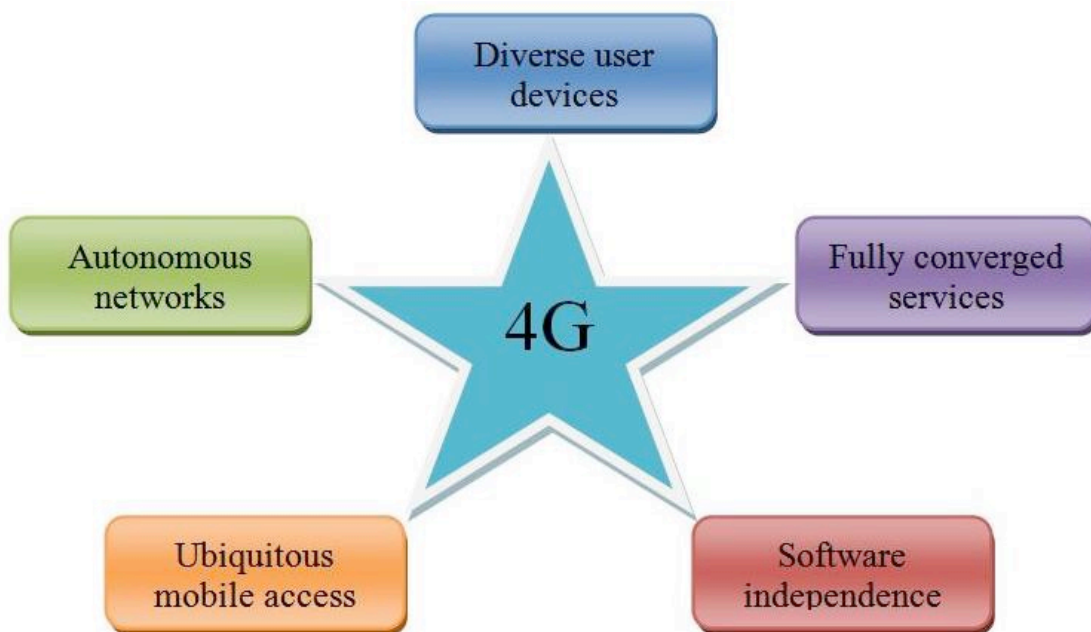 Diverse user
devices
Autonomous
networks
Fully converged
services
4G
Ubiquitous
mobile access
Software
independence